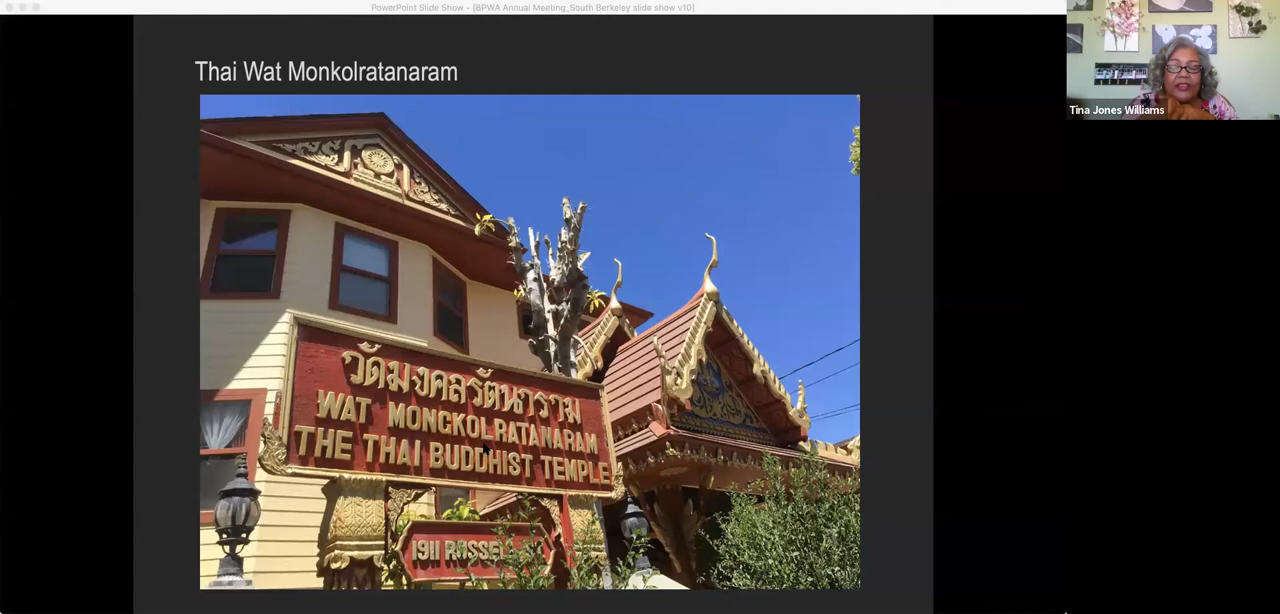 PowerPoint Slide Show - [BPWA Annual Meeting_South Berkeley slide show v10]
Tina Jones Williams
Thai Wat Monkolratanaram
วัดมงคลรัตนาราม
WAT MONGKOLRATANARAM
THE THAI BUDDHIST TEMPLE
1911